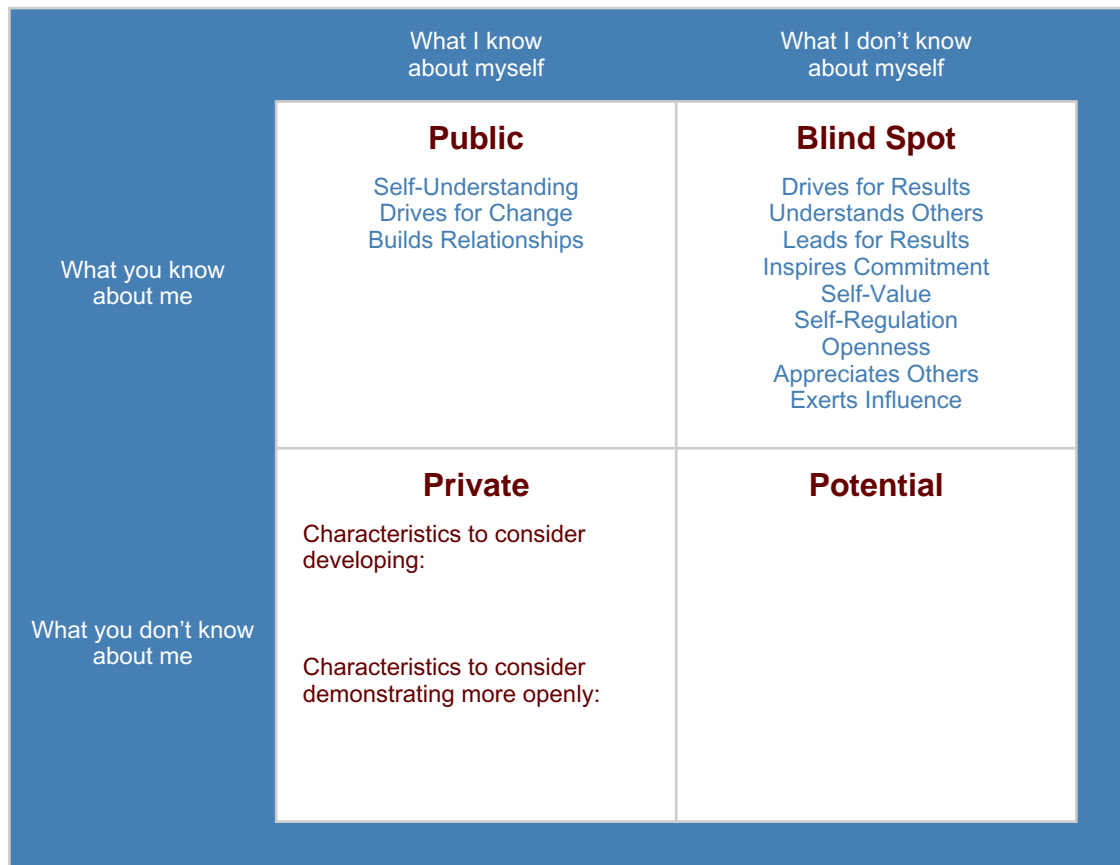 What I know
about myself
What I don’t know
about myself
What you know
about me
Public
Self-Understanding
Drives for Change
Builds Relationships
Blind Spot
Drives for Results
Understands Others
Leads for Results
Inspires Commitment
Self-Value
Self-Regulation
Openness
Appreciates Others
Exerts Influence
What you don’t know
about me
Private
Characteristics to consider
developing:
Characteristics to consider
demonstrating more openly:
Potential